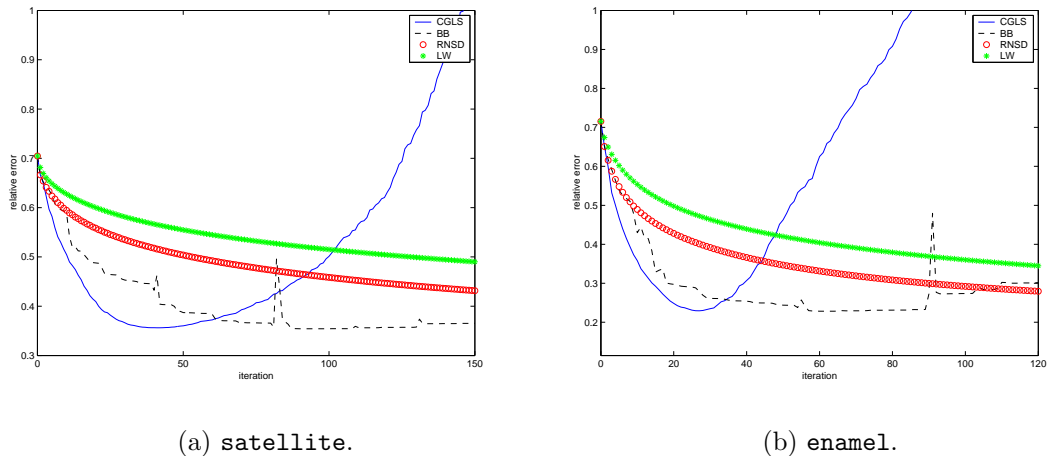 1
0.9
0.8
0.7
0.6
0.5
0.4
0.3
relative error
0
50
100
150
iteration
CGLS
BB
RNSD
LW
(a) satellite.
1
0.9
0.8
0.7
0.6
0.5
0.4
0.3
0.2
relative error
0
20
40
60
80
100
120
iteration
CGLS
BB
RNSD
LW
(b) enamel.